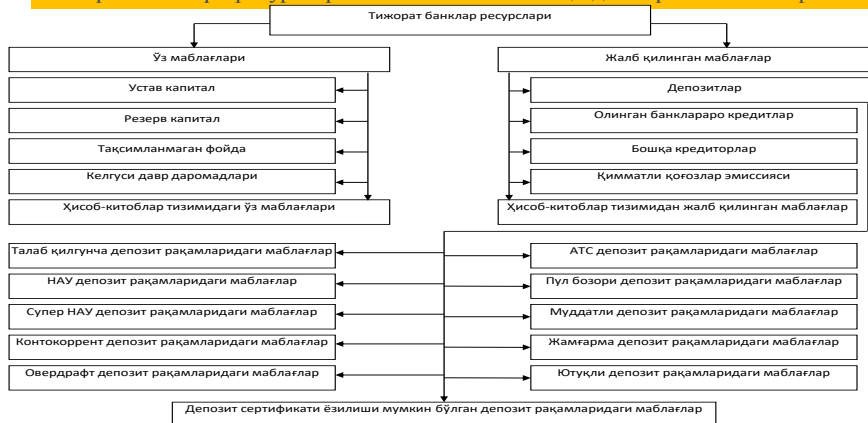 Тижорат банклар ресурслари
Ўз маблағлари
Жалб қилинган маблағлар
Устав капитал
Депозитлар
Резерв капитал
Олинган банклараро кредитлар
Тақсимланмаган фойда
Бошқа кредиторлар
Келгуси давр даромадлари
Қимматли қоғозлар эмиссияси
Ҳисоб-китоблар тизимидаги ўз маблағлари
Ҳисоб-китоблар тизимидан жалб қилинган маблағлар
Талаб қилгунча депозит рақамларидаги маблағлар
АТС депозит рақамларидаги маблағлар
НАУ депозит рақамларидаги маблағлар
Пул бозори депозит рақамларидаги маблағлар
Супер НАУ депозит рақамларидаги маблағлар
Муддатли депозит рақамларидаги маблағлар
Контокоррент депозит рақамларидаги маблағлар
Жамғарма депозит рақамларидаги маблағлар
Овердрафт депозит рақамларидаги маблағлар
Ютуқли депозит рақамларидаги маблағлар
Депозит сертификати ёзилиши мумкин бўлган депозит рақамларидаги маблағлар